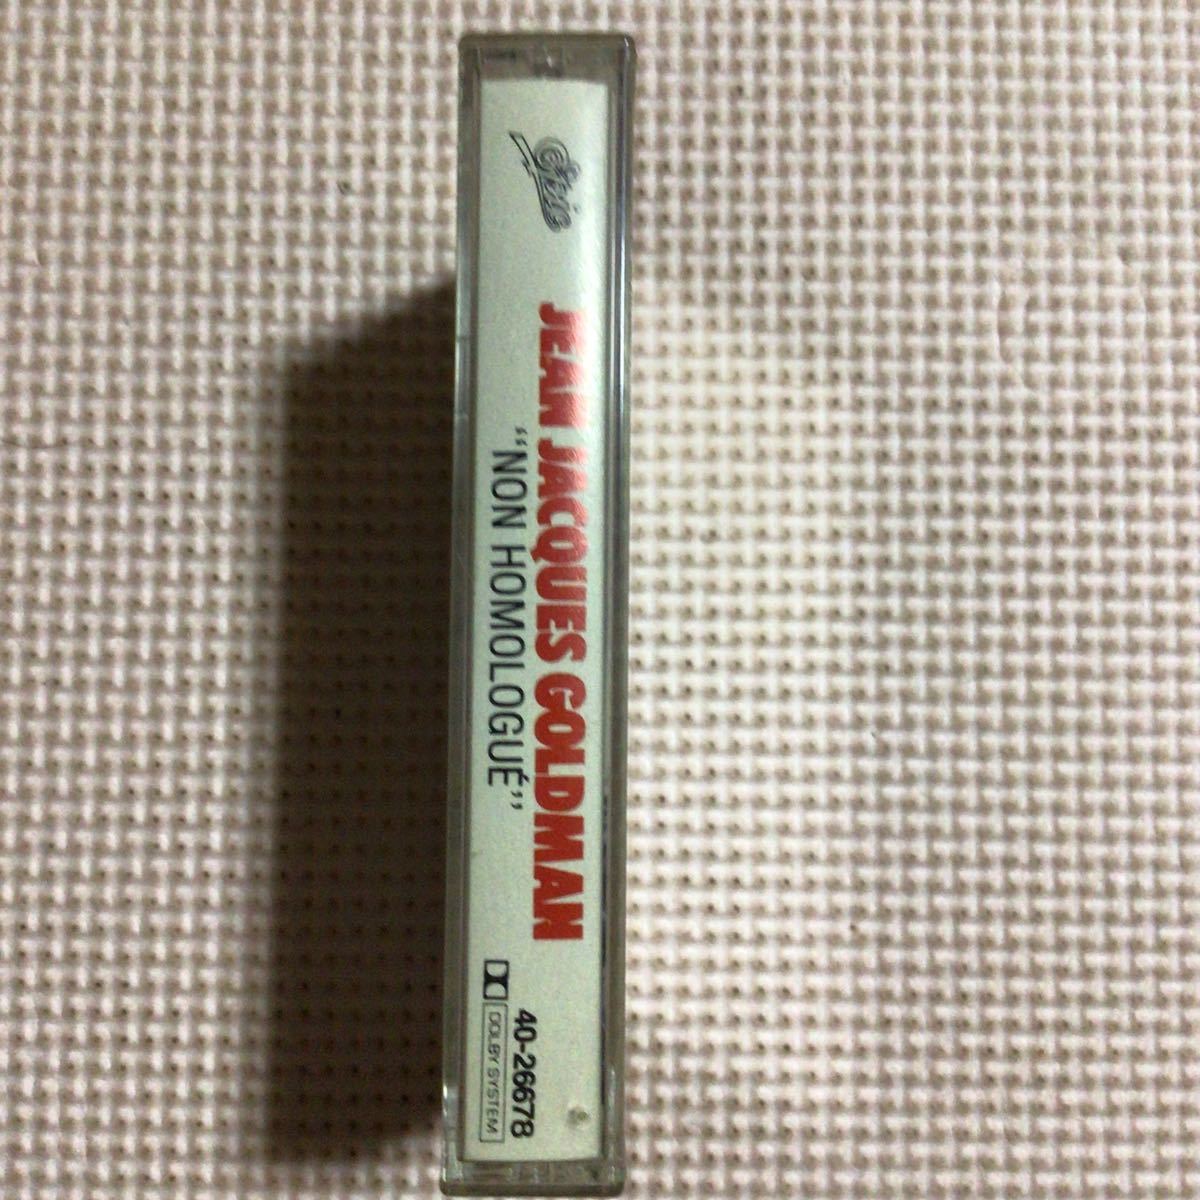 Epic
JEAN JACQUES GOLDMAN
"NON HOMOLOGUÉ"
40-26678
DOLBY SYSTEM